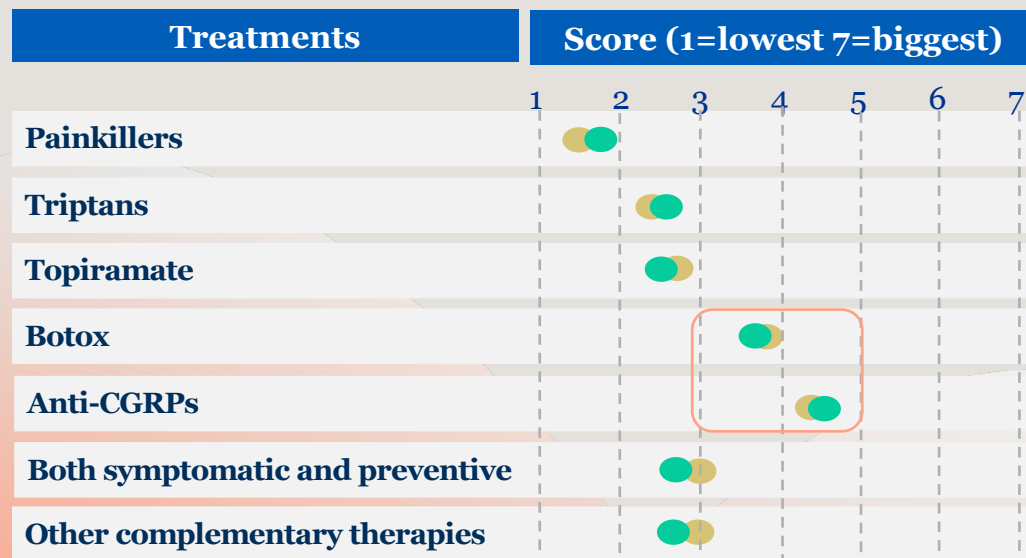 Treatments
Score (1=lowest 7=biggest)
1 2 3 4 5 6 7
Painkillers
Triptans
Topiramate
Botox
Anti-CGRPs
Both symptomatic and preventive
Other complementary therapies